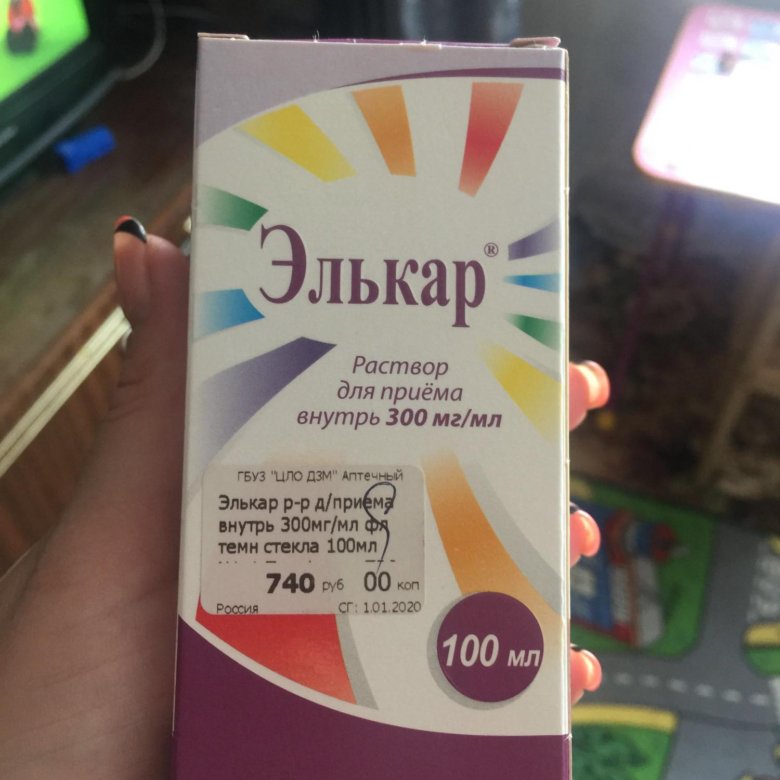 Элькар®
Раствор
для приёма
внутрь 300 мг/мл
ГБУЗ "ЦЛО ДЗМ" Аптечный
Элькар р-р д/приема
внутрь 300мг/мл фл
темн стекла 100мл
740 руб 00 коп
Россия СГ: 1.01.2020
100 мл